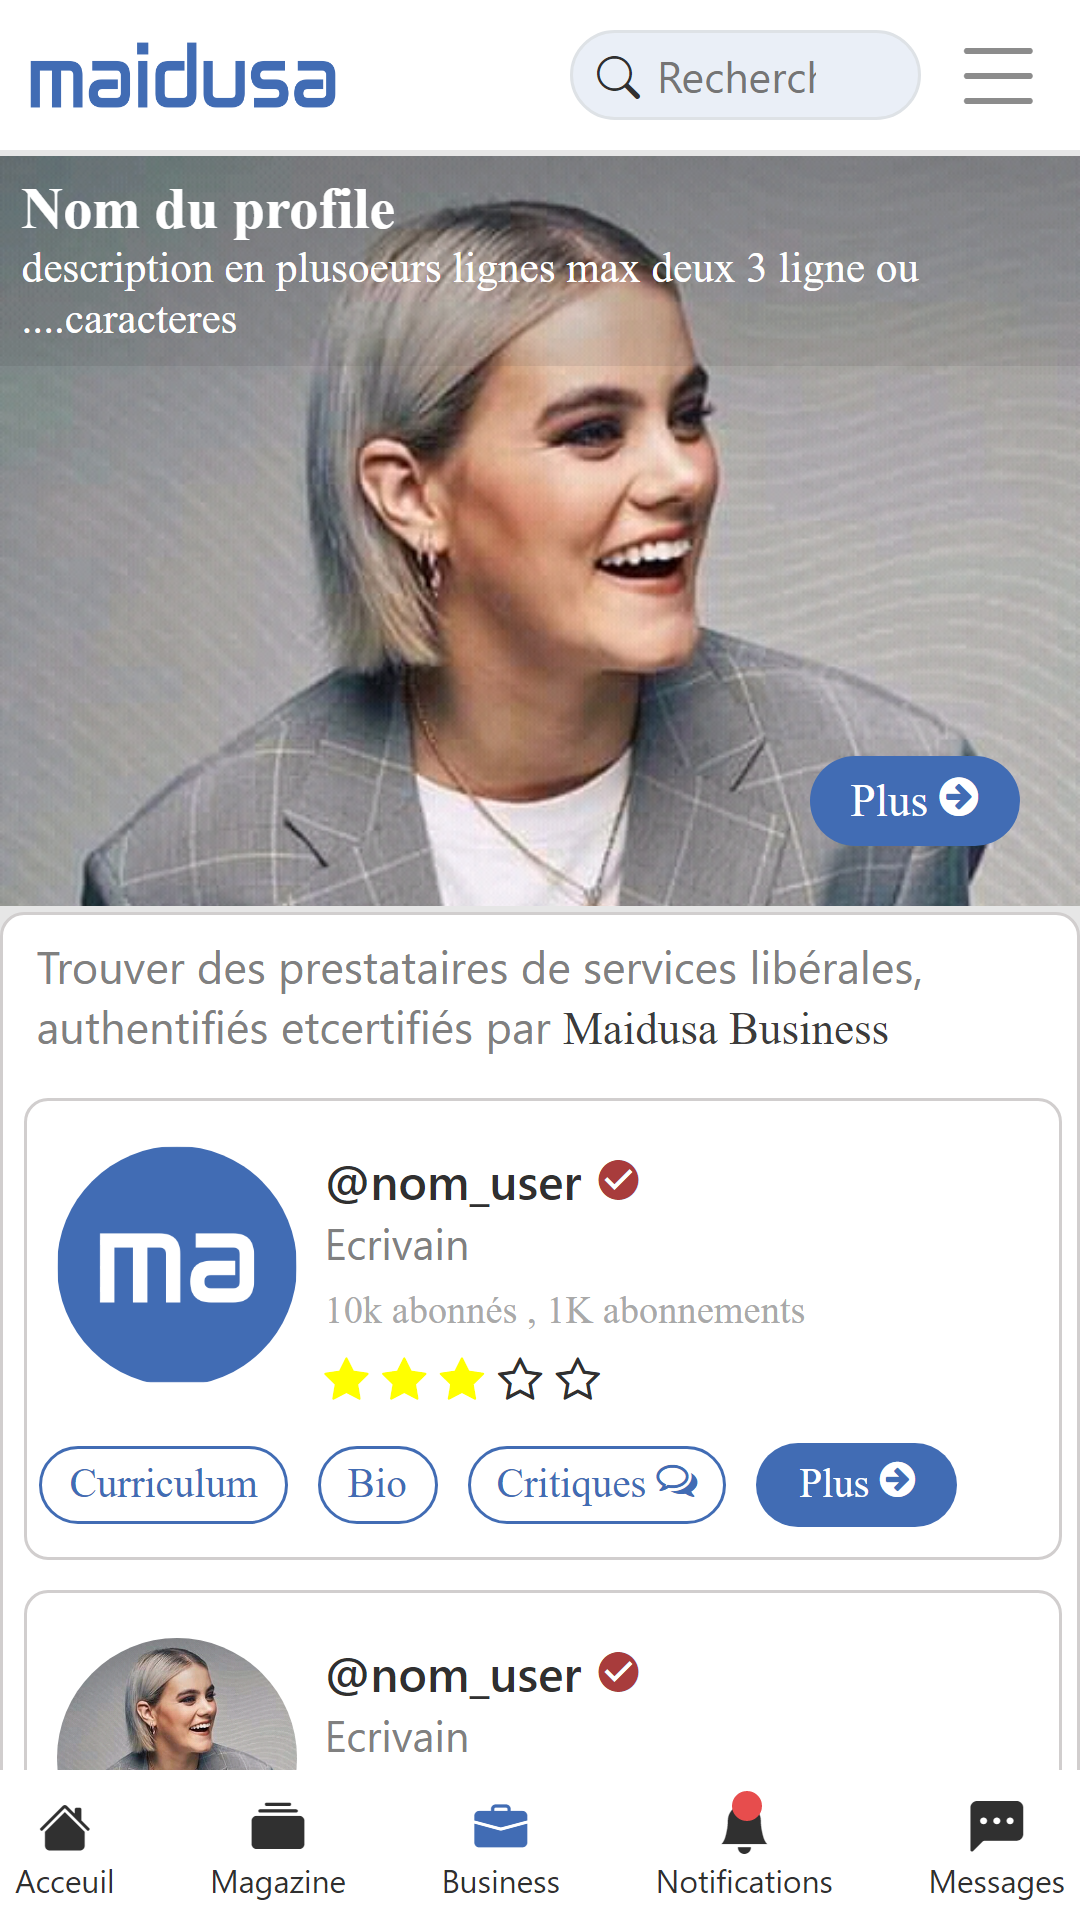 maidusa
Recherch
Nom du profile
description en plusoeurs lignes max deux 3 ligne ou
....caracteres
Plus
Trouver des prestataires de services libérales,
authentifiés etcertifiés par Maidusa Business
ma
@nom_user
Ecrivain
10k abonnés , 1K abonnements
Curriculum
Bio
Critiques
Plus
@nom_user
Ecrivain
Acceuil
Magazine
Business
Notifications
Messages